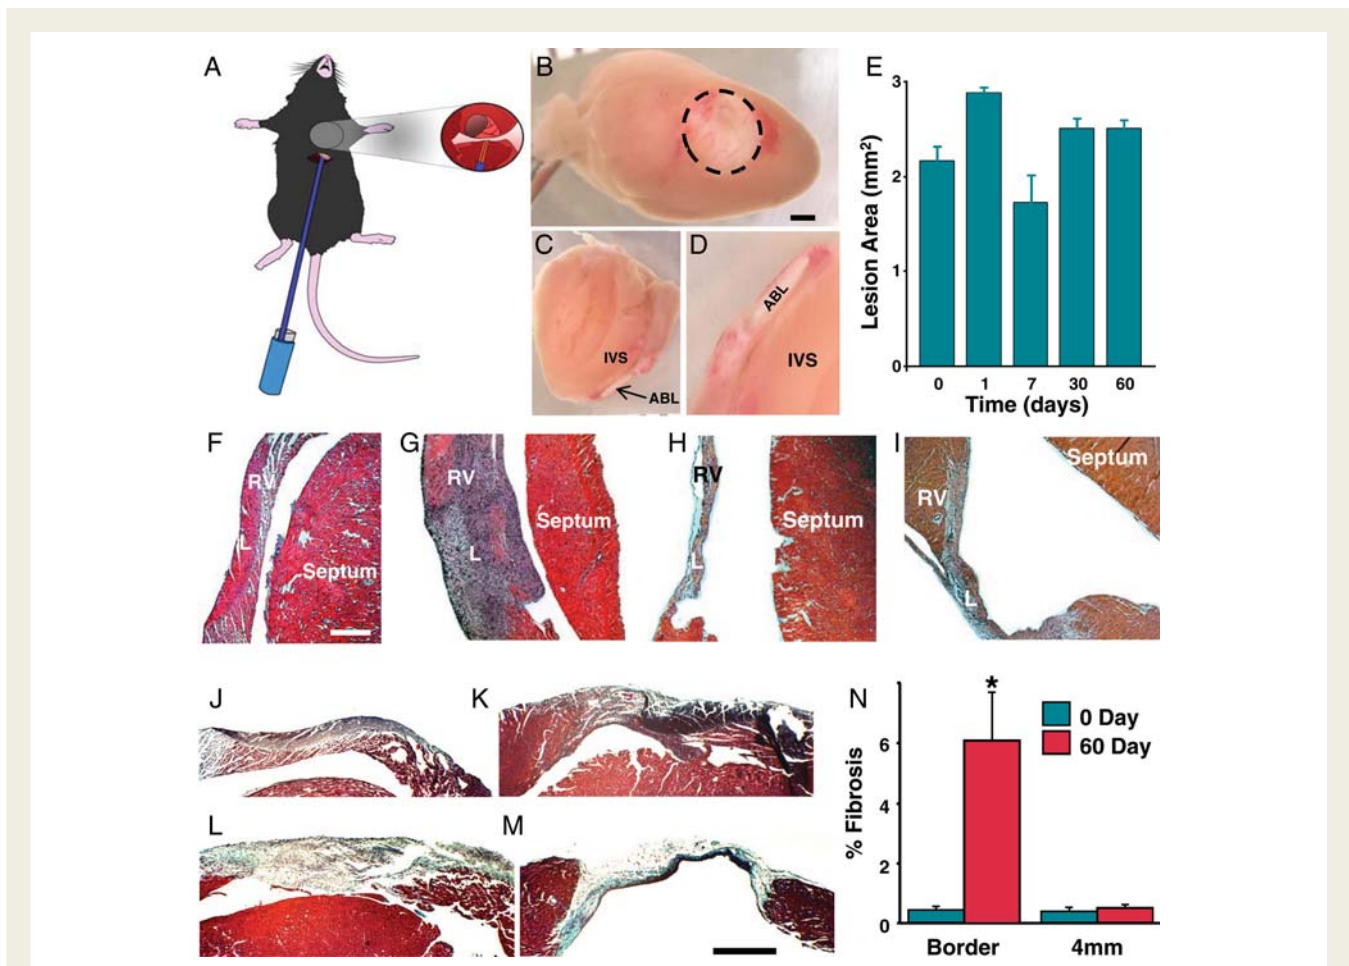 A
B
E
3
2
1
0
Lesion Area (mm²)
0 1 7 30 60
Time (days)
C
IVS
ABL
D
ABL
IVS
F
RV
L
Septum
G
RV
L
Septum
H
RV
L
Septum
I
RV
L
Septum
J
K
L
M
N
*
0 Day
60 Day
6
4
2
0
% Fibrosis
Border 4mm